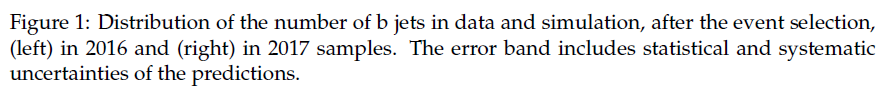 Figure 1: Distribution of the number of b jets in data and simulation, after the event selection,
(left) in 2016 and (right) in 2017 samples. The error band includes statistical and systematic
uncertainties of the predictions.